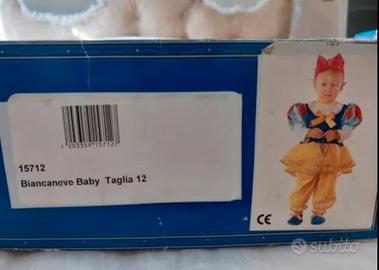 15712
Biancaneve Baby Taglia 12
CE
subito